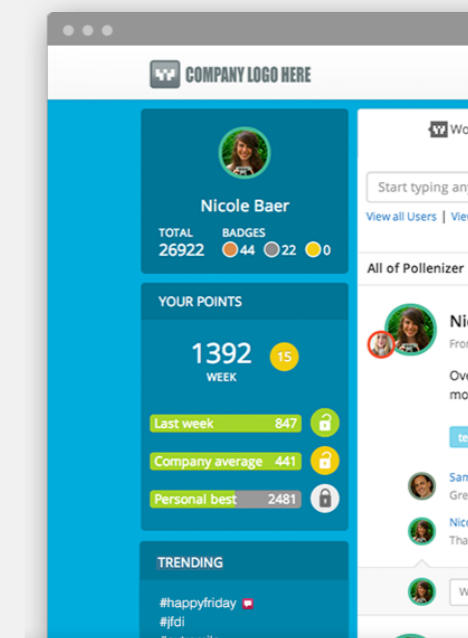 COMPANY LOGO HERE
Nicole Baer
TOTAL BADGES
26922 44 22 0
YOUR POINTS
1392 15
WEEK
Last week 847
Company average 441
Personal best 2481
TRENDING
#happyfriday
#jfdi
Start typing
View all Users |
All of Pollenizer